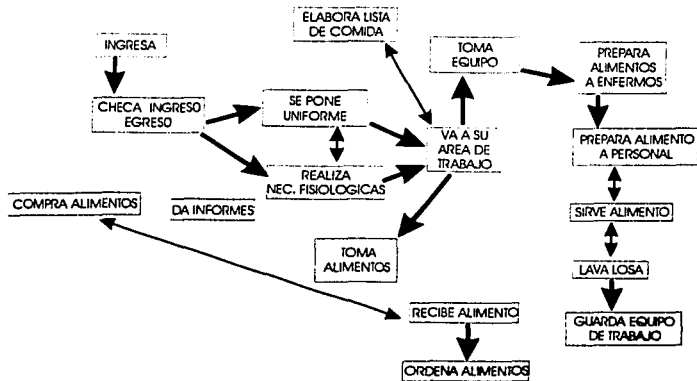 ELABORA LISTA
DE COMIDA
INGRESA
TOMA
EQUIPO
PREPARA
ALIMENTOS
A ENFERMOS
CHECA INGRESO
EGRESO
SE PONE
UNIFORME
VA A SU
AREA DE
TRABAJO
PREPARA ALIMENTO
A PERSONAL
REALIZA
NEC. FISIOLOGICAS
COMPRA ALIMENTOS
DA INFORMES
SIRVE ALIMENTO
TOMA
ALIMENTOS
LAVA LOSA
RECIBE ALIMENTO
GUARDA EQUIPO
DE TRABAJO
ORDENA ALIMENTOS